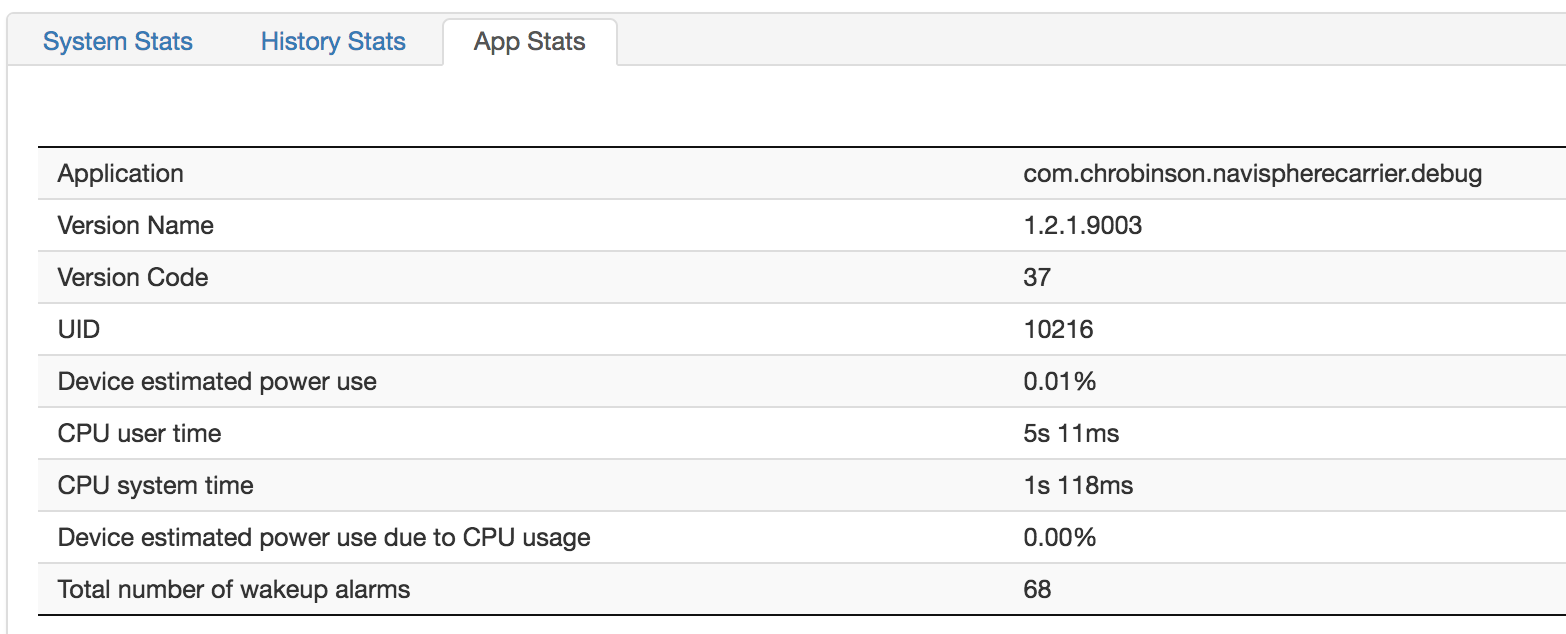 System Stats History Stats App Stats
Application com.chrobinson.navispherecarrier.debug
Version Name 1.2.1.9003
Version Code 37
UID 10216
Device estimated power use 0.01%
CPU user time 5s 11ms
CPU system time 1s 118ms
Device estimated power use due to CPU usage 0.00%
Total number of wakeup alarms 68